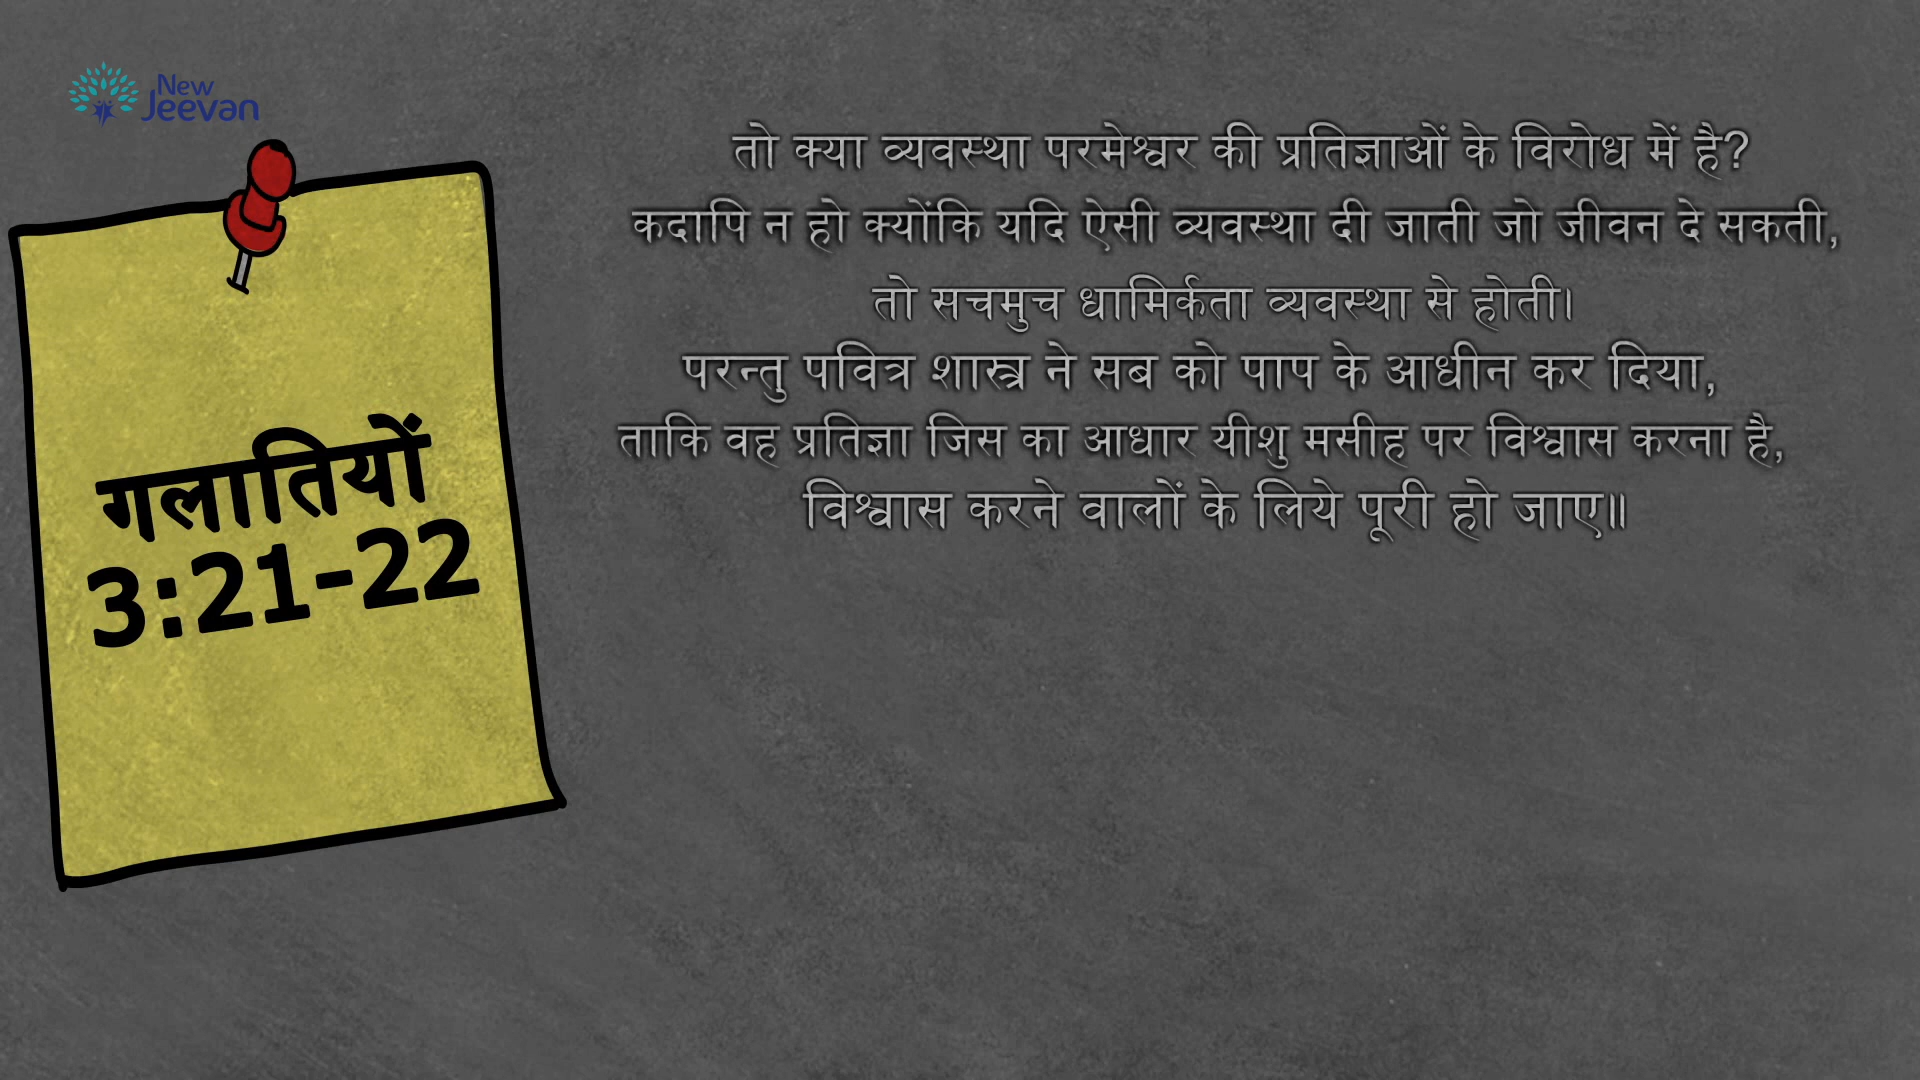 New
Jeevan
गलातियों
3:21-22
तो क्या व्यवस्था परमेश्वर की प्रतिज्ञाओं के विरोध में है?
कदापि न हो क्योंकि यदि ऐसी व्यवस्था दी जाती जो जीवन दे सकती,
तो सचमुच धामिर्कता व्यवस्था से होती।
परन्तु पवित्र शास्त्र ने सब को पाप के आधीन कर दिया,
ताकि वह प्रतिज्ञा जिस का आधार यीशु मसीह पर विश्वास करना है,
विश्वास करने वालों के लिये पूरी हो जाए॥